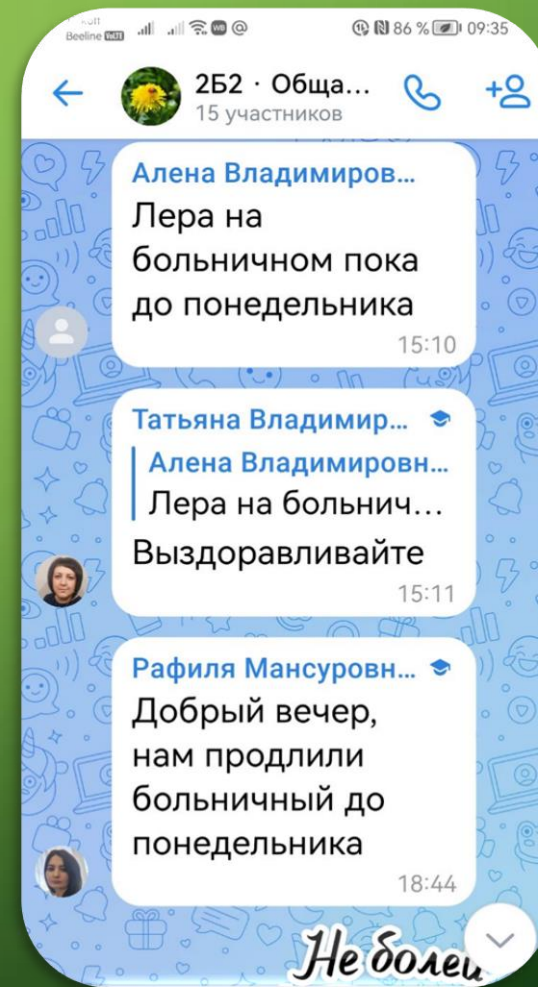 Beeline VoLTE
86 % 09:35
2Б2 · Обща...
15 участников
Алена Владимиров...
Лера на
больничном пока
до понедельника
15:10
Татьяна Владимир...
Алена Владимировн...
Лера на больнич...
Выздоравливайте
15:11
Рафиля Мансуровн...
Добрый вечер,
нам продлили
больничный до
понедельника
18:44
Не болей